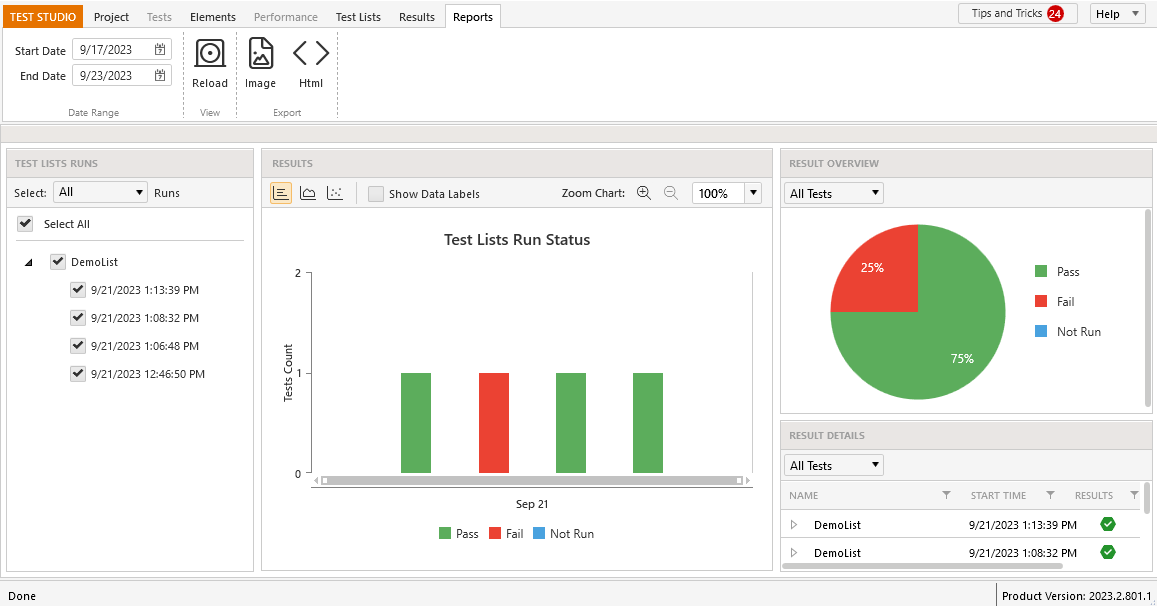 TEST STUDIO Project Tests Elements Performance Test Lists Results Reports Tips and Tricks 24 Help
Start Date 9/17/2023
End Date 9/23/2023
Reload Image Html
Date Range View Export
TEST LISTS RUNS
Select: All Runs
Select All
DemoList
9/21/2023 1:13:39 PM
9/21/2023 1:08:32 PM
9/21/2023 1:06:48 PM
9/21/2023 12:46:50 PM
RESULTS
Show Data Labels Zoom Chart: 100%
Test Lists Run Status
Tests Count
2
1
0
Sep 21
Pass Fail Not Run
RESULT OVERVIEW
All Tests
25%
75%
Pass
Fail
Not Run
RESULT DETAILS
All Tests
NAME START TIME RESULTS
DemoList 9/21/2023 1:13:39 PM
DemoList 9/21/2023 1:08:32 PM
Done Product Version: 2023.2.801.1